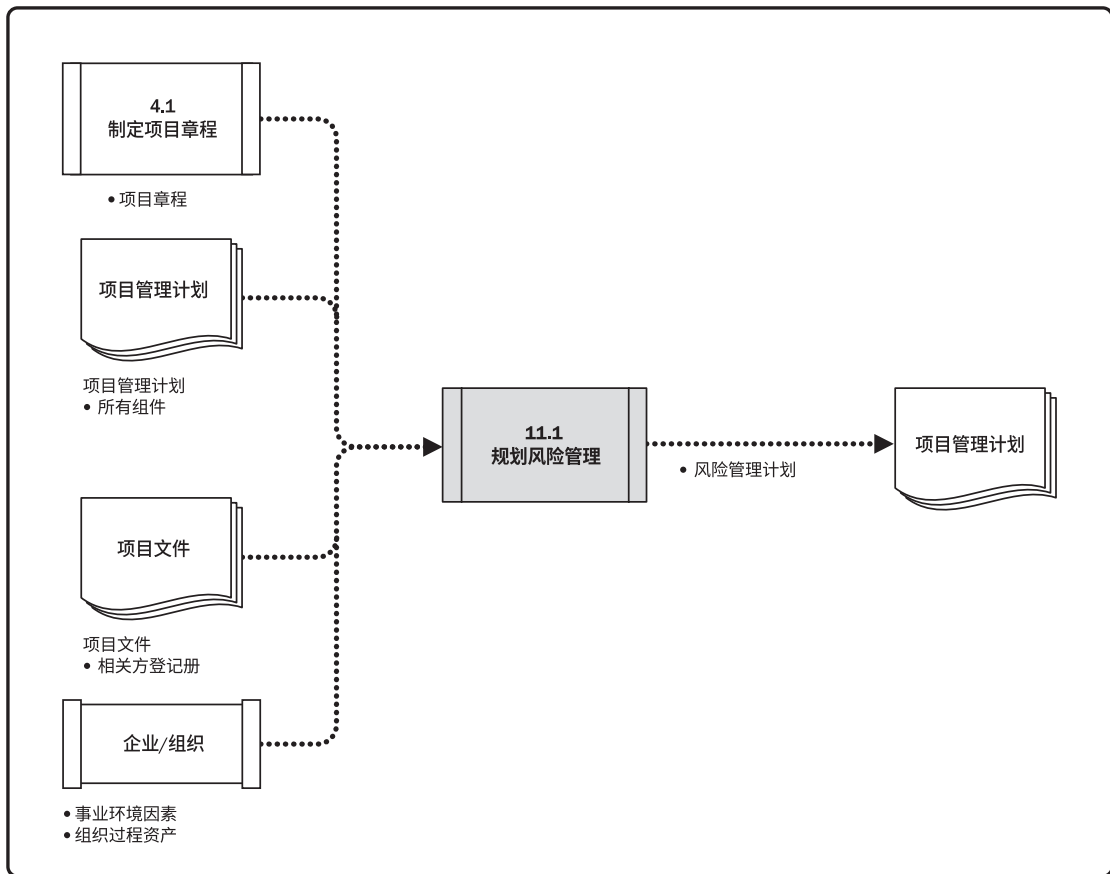 4.1
制定项目章程
• 项目章程
项目管理计划
项目管理计划
• 所有组件
项目文件
项目文件
• 相关方登记册
企业/组织
• 事业环境因素
• 组织过程资产
11.1
规划风险管理
• 风险管理计划
项目管理计划